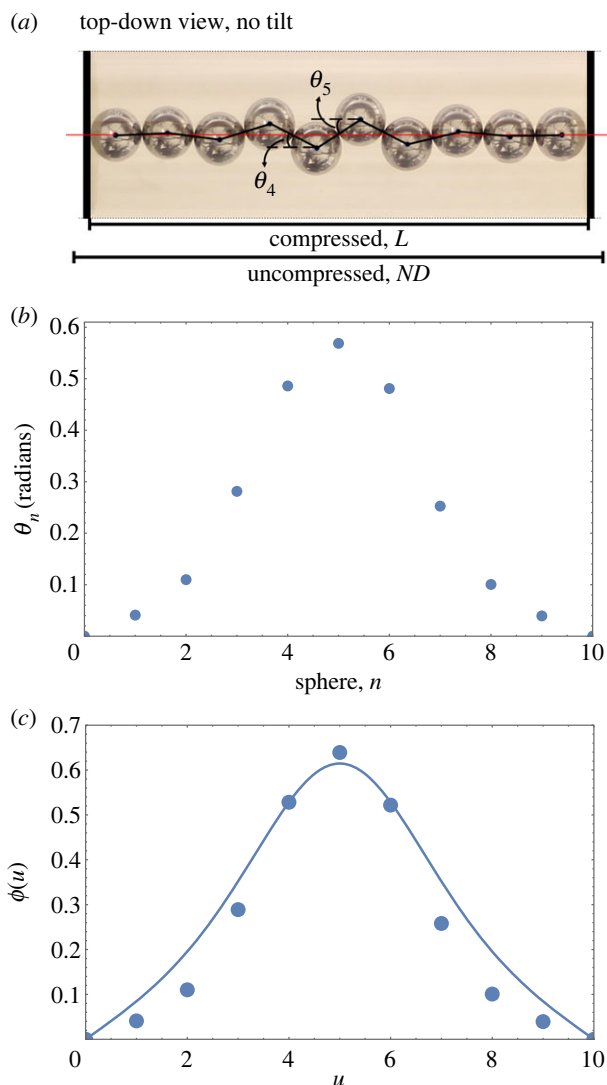 (a) top-down view, no tilt
θ5
θ4
compressed, L
uncompressed, ND
(b)
0.6
0.5
0.4
0.3
0.2
0.1
θn (radians)
0 2 4 6 8 10
sphere, n
(c)
0.7
0.6
0.5
0.4
0.3
0.2
0.1
ϕ(u)
0 2 4 6 8 10
u